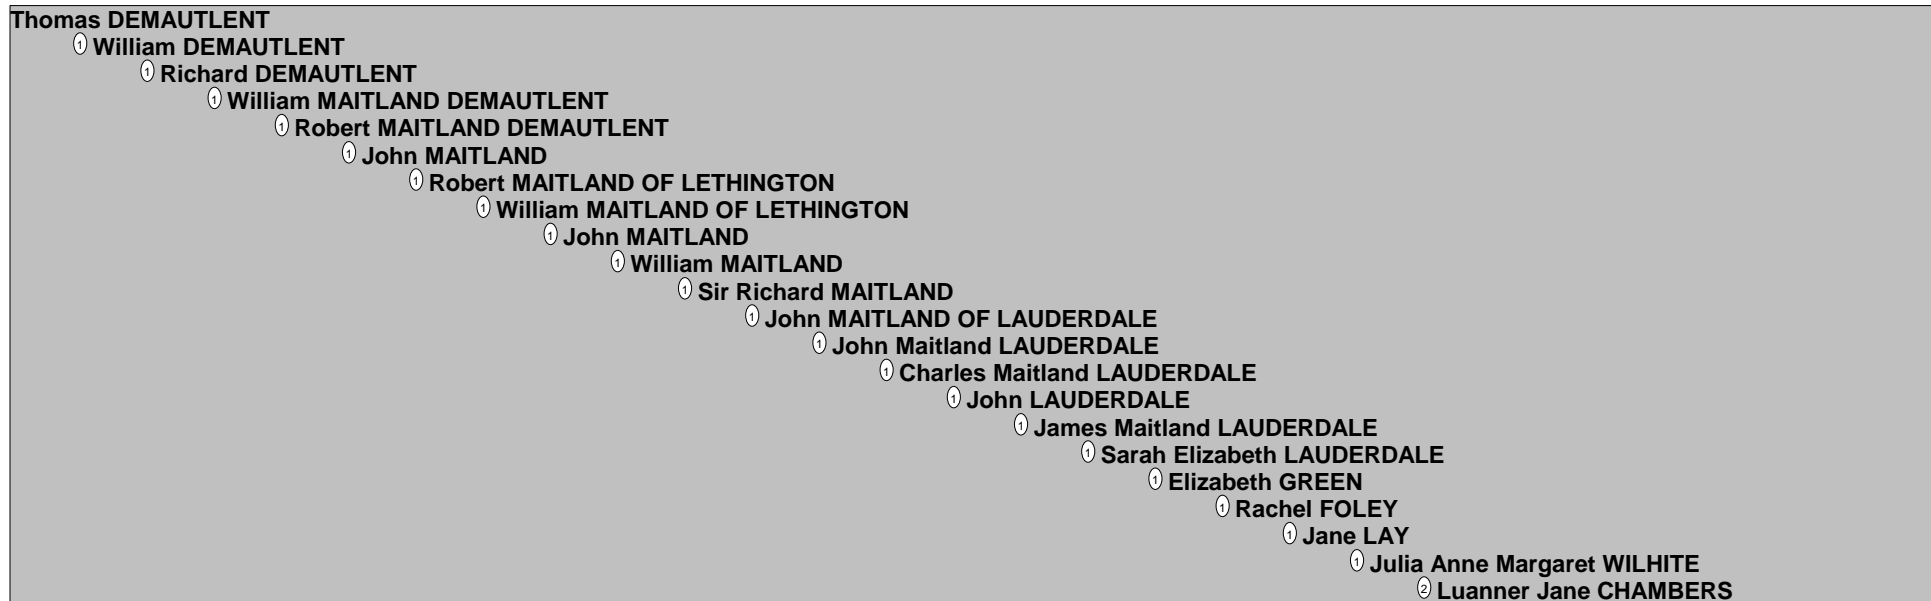 Thomas DEMAUTLENT
1 William DEMAUTLENT
1 Richard DEMAUTLENT
1 William MAITLAND DEMAUTLENT
1 Robert MAITLAND DEMAUTLENT
1 John MAITLAND
1 Robert MAITLAND OF LETHINGTON
1 William MAITLAND OF LETHINGTON
1 John MAITLAND
1 William MAITLAND
1 Sir Richard MAITLAND
1 John MAITLAND OF LAUDERDALE
1 John Maitland LAUDERDALE
1 Charles Maitland LAUDERDALE
1 John LAUDERDALE
1 James Maitland LAUDERDALE
1 Sarah Elizabeth LAUDERDALE
1 Elizabeth GREEN
1 Rachel FOLEY
1 Jane LAY
1 Julia Anne Margaret WILHITE
2 Luanner Jane CHAMBERS